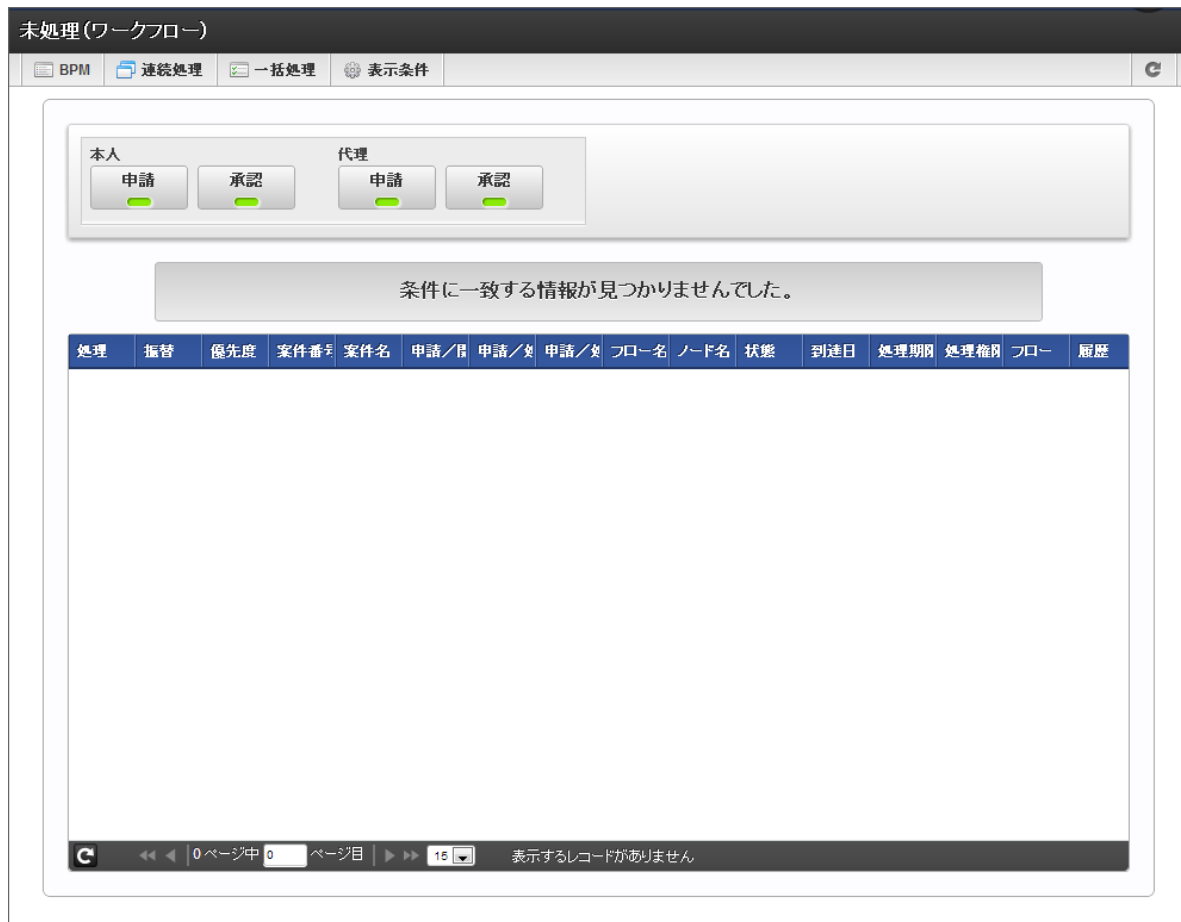 未処理(ワークフロー)
BPM 連続処理 一括処理 表示条件
本人 代理
申請 承認 申請 承認
条件に一致する情報が見つかりませんでした。
処理 振替 優先度 案件番号 案件名 申請／ 申請／ 申請／ フロー名 ノード名 状態 到達日 処理期限 処理権限 フロー 履歴
0 ページ中 0 ページ目 15 表示するレコードがありません